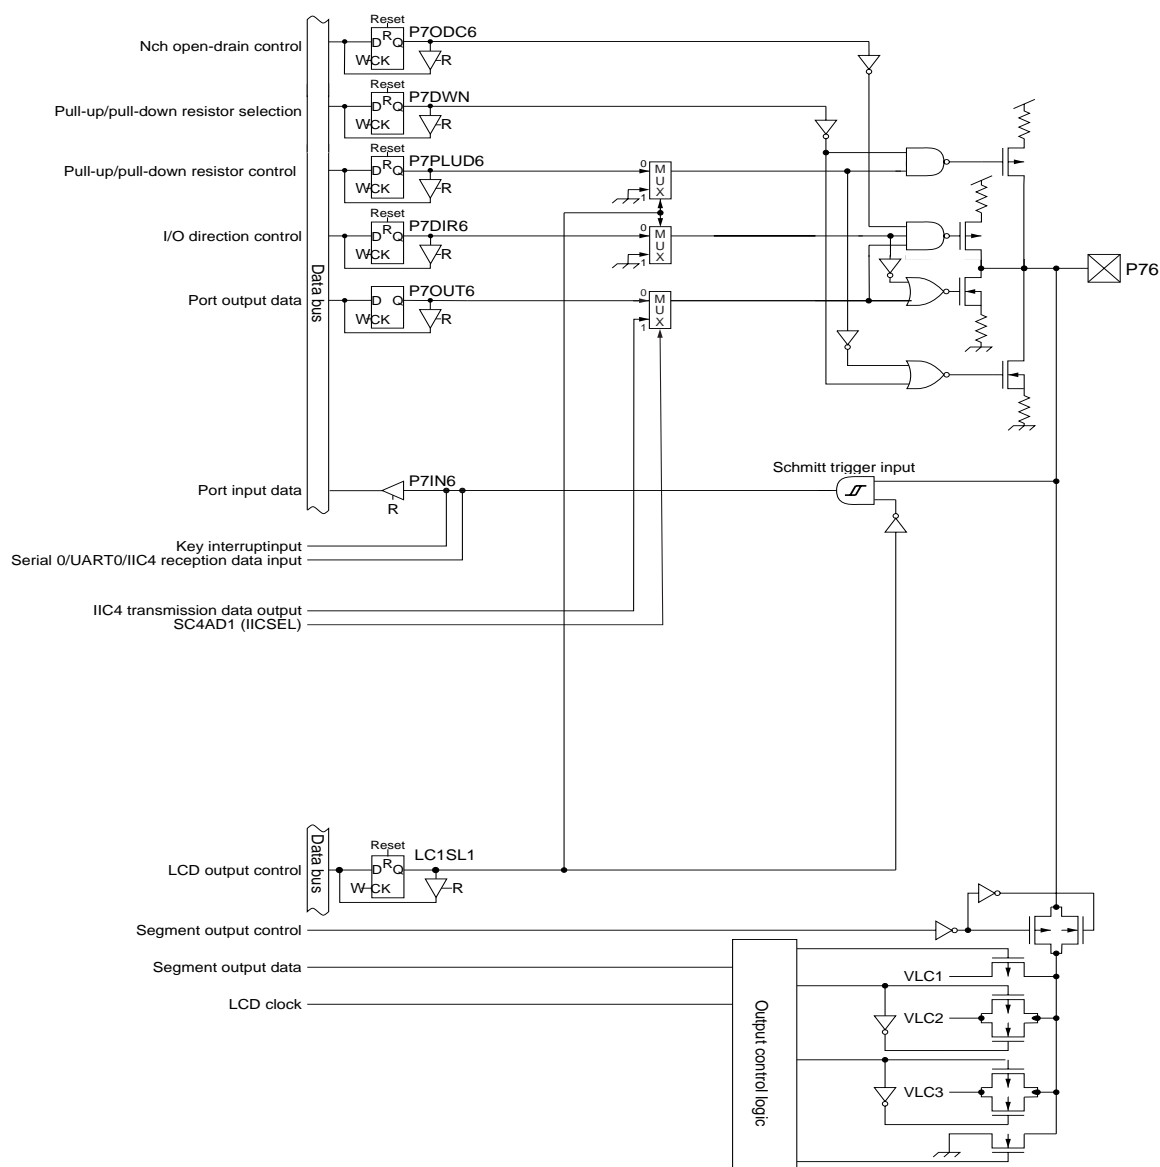 Reset
P7ODC6
Nch open-drain control
D R Q
WCK
R
Reset
P7DWN
Pull-up/pull-down resistor selection
D R Q
WCK
R
Reset
P7PLUD6
Pull-up/pull-down resistor control
D R Q
WCK
R
0
MUX
1
Reset
P7DIR6
I/O direction control
D R Q
WCK
R
0
MUX
1
Data bus
P76
P7OUT6
Port output data
D Q
WCK
R
0
MUX
1
Schmitt trigger input
P7IN6
Port input data
R
Key interruptinput
Serial 0/UART0/IIC4 reception data input
IIC4 transmission data output
SC4AD1 (IICSEL)
Data bus
Reset
LC1SL1
LCD output control
D R Q
W CK
R
Segment output control
Segment output data
VLC1
LCD clock
VLC2
Output control logic
VLC3